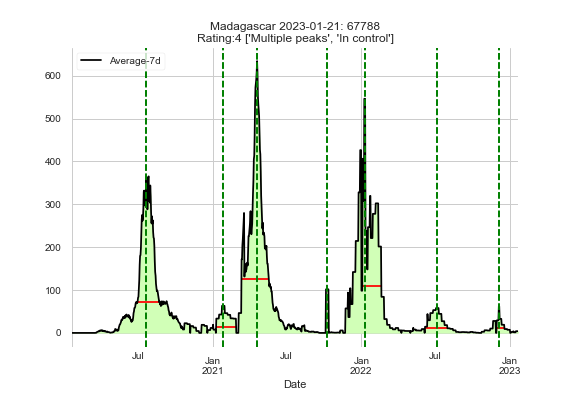 Madagascar 2023-01-21: 67788
Rating:4 ['Multiple peaks', 'In control']
Average-7d
600
500
400
300
200
100
0
Jul
Jan
2021
Jul
Jan
2022
Jul
Jan
2023
Date